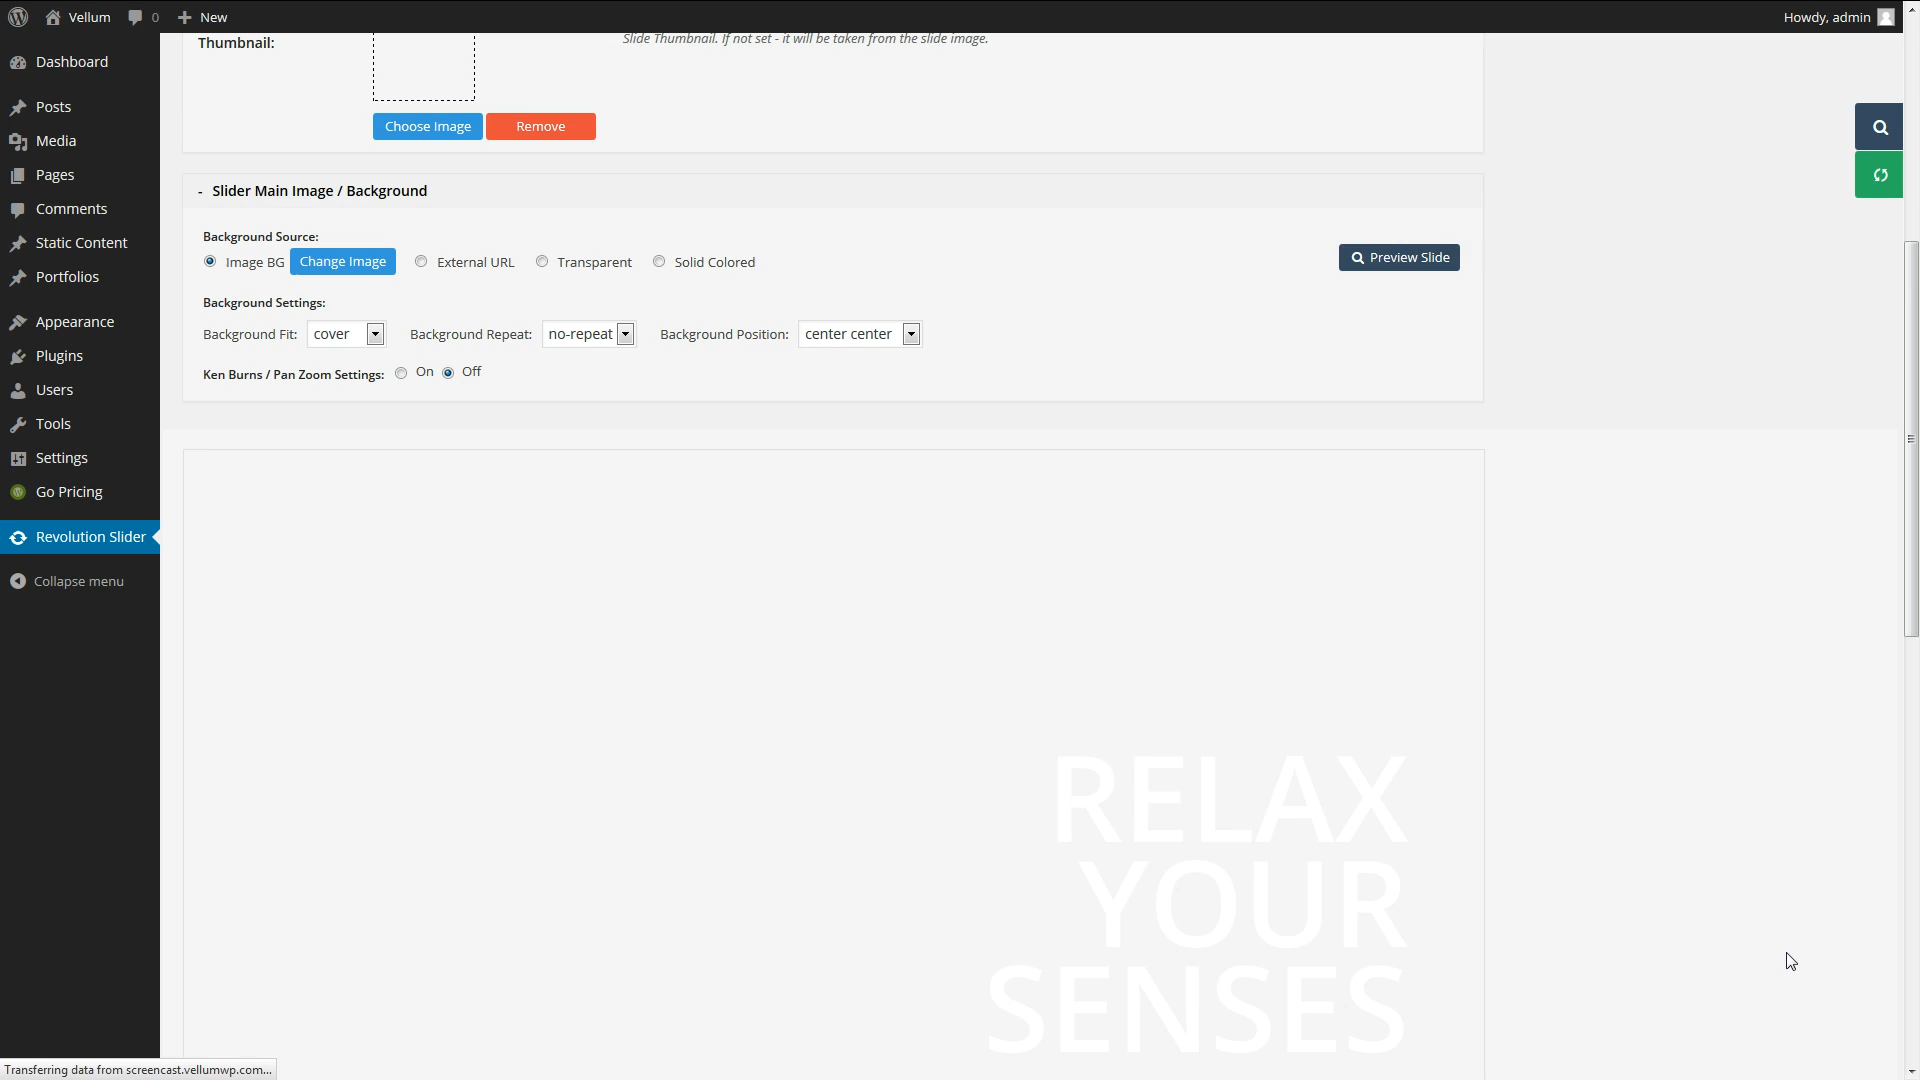 Vellum
0
New
Howdy, admin
Thumbnail:
Slide Thumbnail. If not set - it will be taken from the slide image.
Choose Image
Remove
Dashboard
Posts
Media
Pages
Comments
Static Content
Portfolios
Appearance
Plugins
Users
Tools
Settings
Go Pricing
Revolution Slider
Collapse menu
- Slider Main Image / Background
Background Source:
Image BG
Change Image
External URL
Transparent
Solid Colored
Preview Slide
Background Settings:
Background Fit: cover
Background Repeat: no-repeat
Background Position: center center
Ken Burns / Pan Zoom Settings:
On
Off
RELAX
YOUR
SENSES
Transferring data from screencast.vellumwp.com...